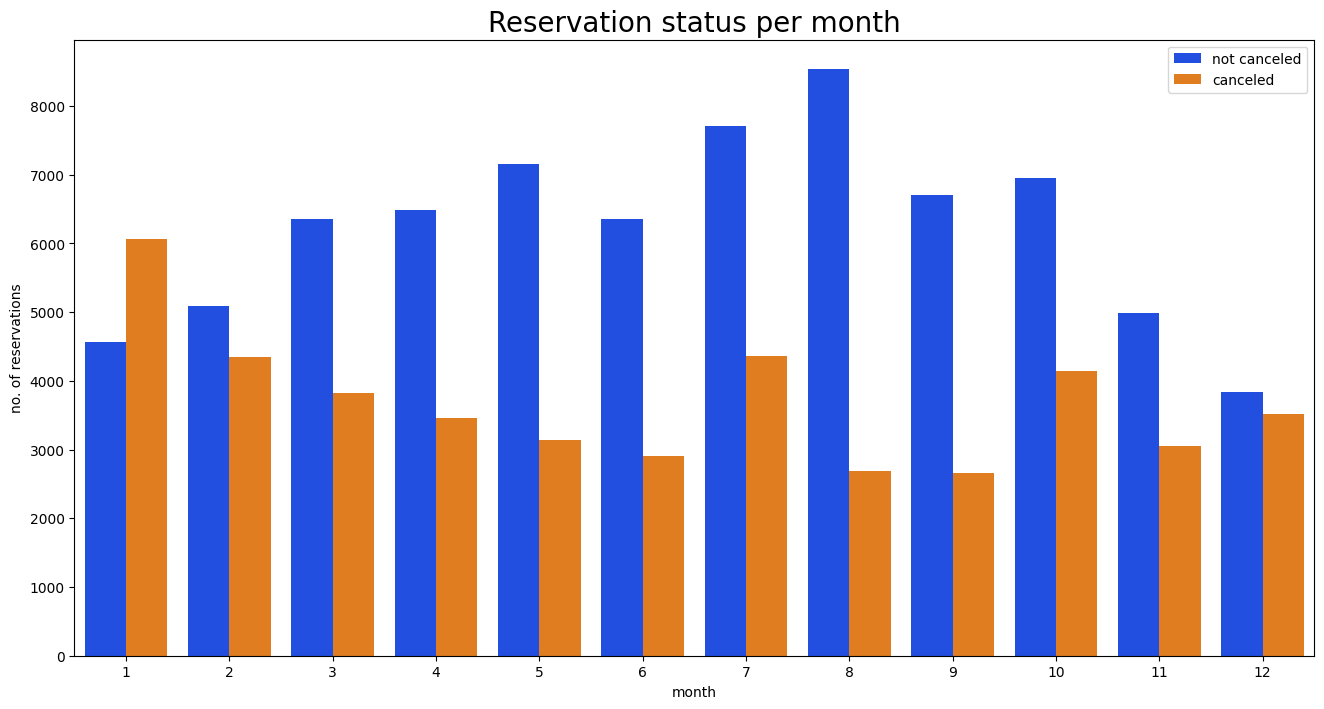 Reservation status per month
not canceled
canceled
no. of reservations
8000
7000
6000
5000
4000
3000
2000
1000
0
1 2 3 4 5 6 7 8 9 10 11 12
month